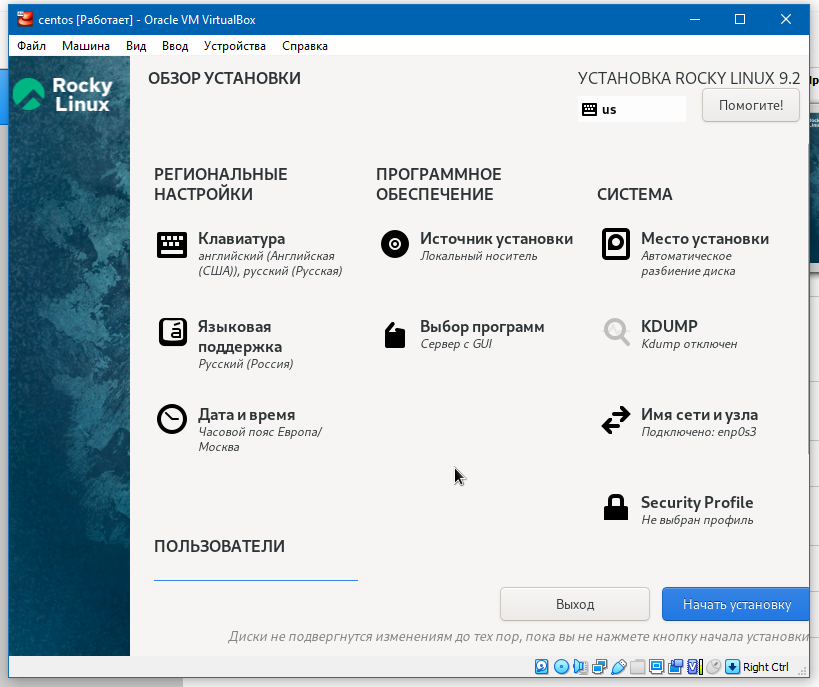 centos [Работает] - Oracle VM VirtualBox
Файл Машина Вид Ввод Устройства Справка
Rocky
Linux
ОБЗОР УСТАНОВКИ
УСТАНОВКА ROCKY LINUX 9.2
us
Помогите!
РЕГИОНАЛЬНЫЕ
НАСТРОЙКИ
Клавиатура
английский (Английская
(США)), русский (Русская)
Языковая
поддержка
Русский (Россия)
Дата и время
Часовой пояс Европа/
Москва
ПРОГРАММНОЕ
ОБЕСПЕЧЕНИЕ
Источник установки
Локальный носитель
Выбор программ
Сервер с GUI
СИСТЕМА
Место установки
Автоматическое
разбиение диска
KDUMP
Kdump отключен
Имя сети и узла
Подключено: enp0s3
Security Profile
Не выбран профиль
ПОЛЬЗОВАТЕЛИ
Выход
Начать установку
Диски не подвергнутся изменениям до тех пор, пока вы не нажмете кнопку начала установки
Right Ctrl